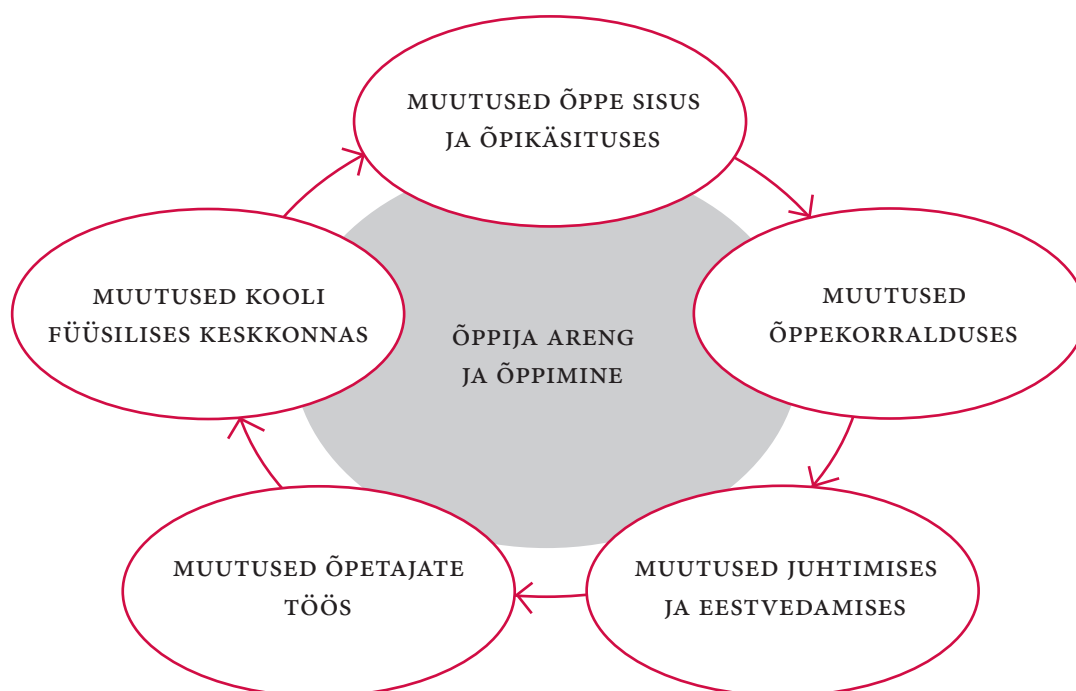 MUUTUSED ÕPPE SISUS
JA ÕPIKÄSITUSES
MUUTUSED
ÕPPEKORRALDUSES
MUUTUSED JUHTIMISES
JA EESTVEDAMISES
MUUTUSED ÕPETAJATE
TÖÖS
MUUTUSED KOOLI
FÜÜSILISES KESKKONNAS
ÕPPIJA ARENG
JA ÕPPIMINE